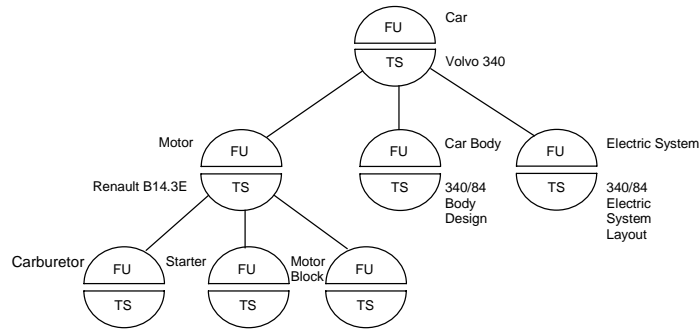 Car
FU
TS
Volvo 340
Motor
FU
TS
Renault B14.3E
FU
Car Body
TS
340/84
Body
Design
FU
Electric System
TS
340/84
Electric
System
Layout
Carburetor
FU
TS
Starter
FU
TS
Motor
Block
FU
TS